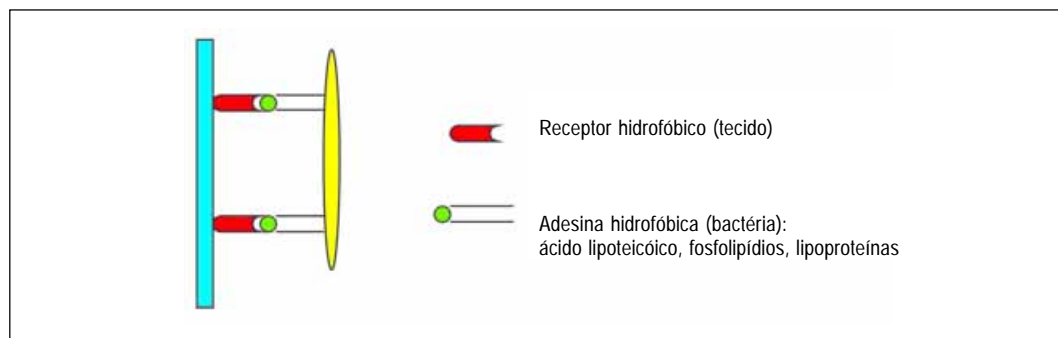 Receptor hidrofóbico (tecido)
Adesina hidrofóbica (bactéria):
ácido lipoteicóico, fosfolipídios, lipoproteínas